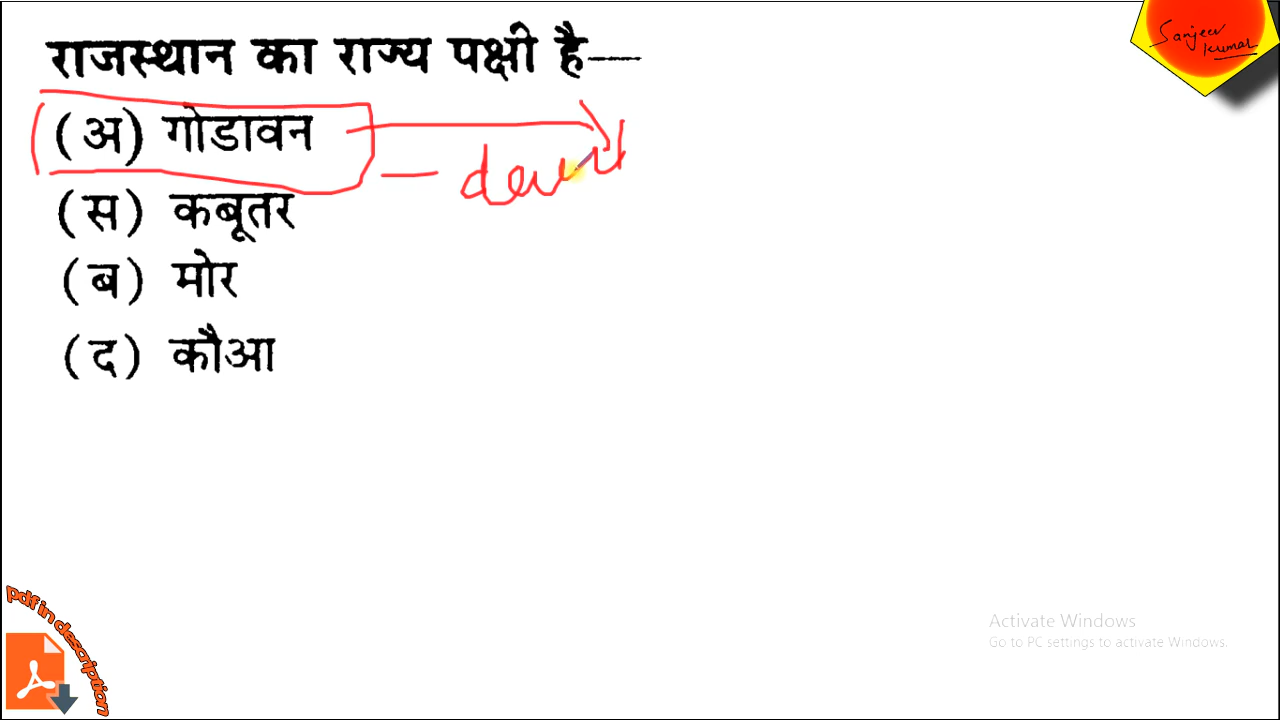 राजस्थान का राज्य पक्षी है—
(अ) गोडावन
(स) कबूतर
(ब) मोर
(द) कौआ
Sanjeev
Kumar
pdf in description
Activate Windows
Go to PC settings to activate Windows.